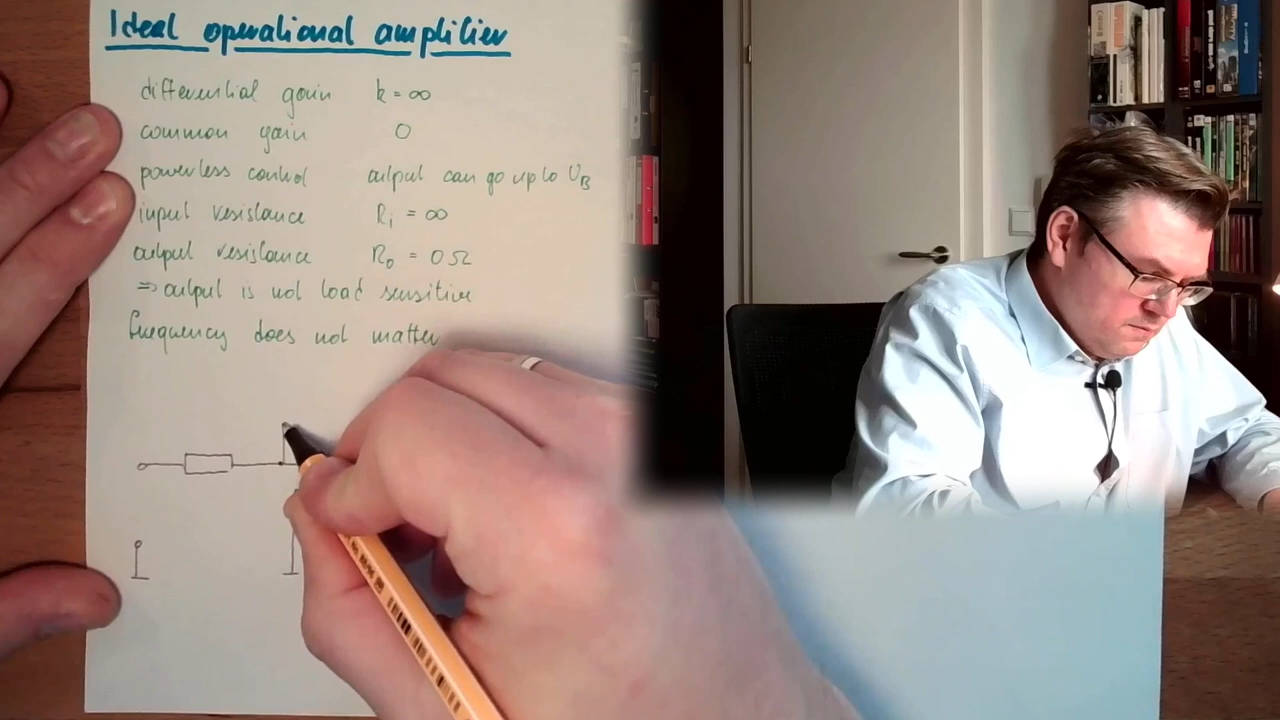 Ideal operational amplifier
differential gain k = ∞
common gain 0
powerless control output can go up to U_B
input resistance R_i = ∞
output resistance R_o = 0 Ω
⇒ output is not load sensitive
frequency does not matter